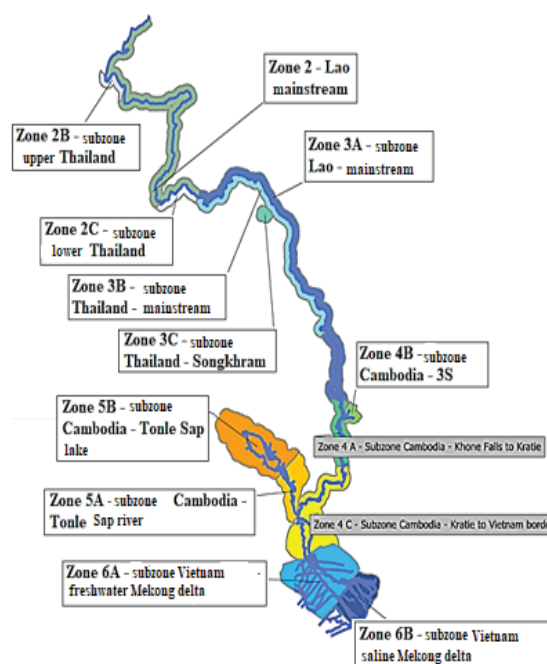 Zone 2 - Lao
mainstream
Zone 2B - subzone
upper Thailand
Zone 3A - subzone
Lao - mainstream
Zone 2C - subzone
lower Thailand
Zone 3B - subzone
Thailand - mainstream
Zone 3C - subzone
Thailand - Songkhram
Zone 4B - subzone
Cambodia - 3S
Zone 5B - subzone
Cambodia - Tonle Sap
lake
Zone 4 A - Subzone Cambodia - Khone Falls to Kratie
Zone 5A - subzone Cambodia -
Tonle Sap river
Zone 4 C - Subzone Cambodia - Kratie to Vietnam borde
Zone 6A - subzone Vietnam
freshwater Mekong delta
Zone 6B - subzone Vietnam
saline Mekong delta